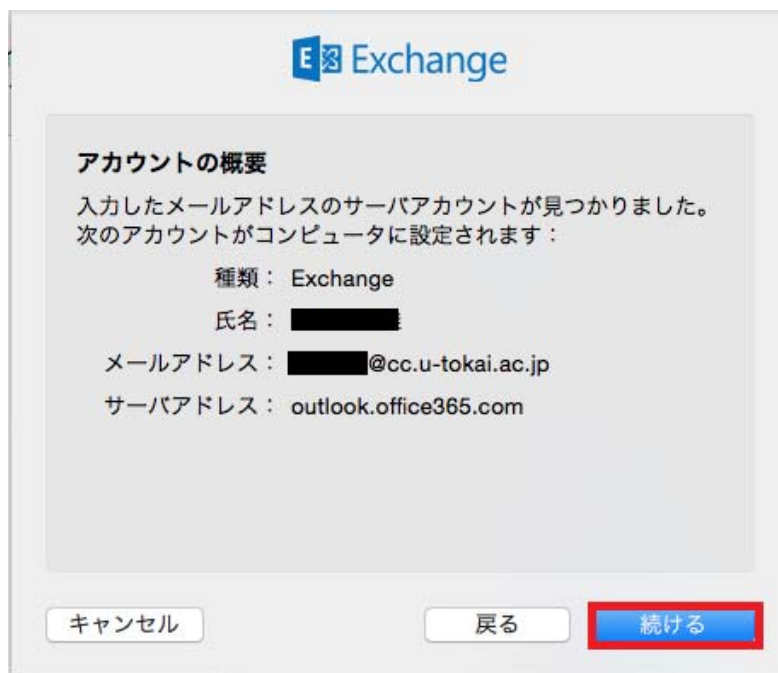 Exchange
アカウントの概要
入力したメールアドレスのサーバアカウントが見つかりました。
次のアカウントがコンピュータに設定されます：
種類： Exchange
氏名：
メールアドレス： @cc.u-tokai.ac.jp
サーバアドレス： outlook.office365.com
キャンセル 戻る 続ける